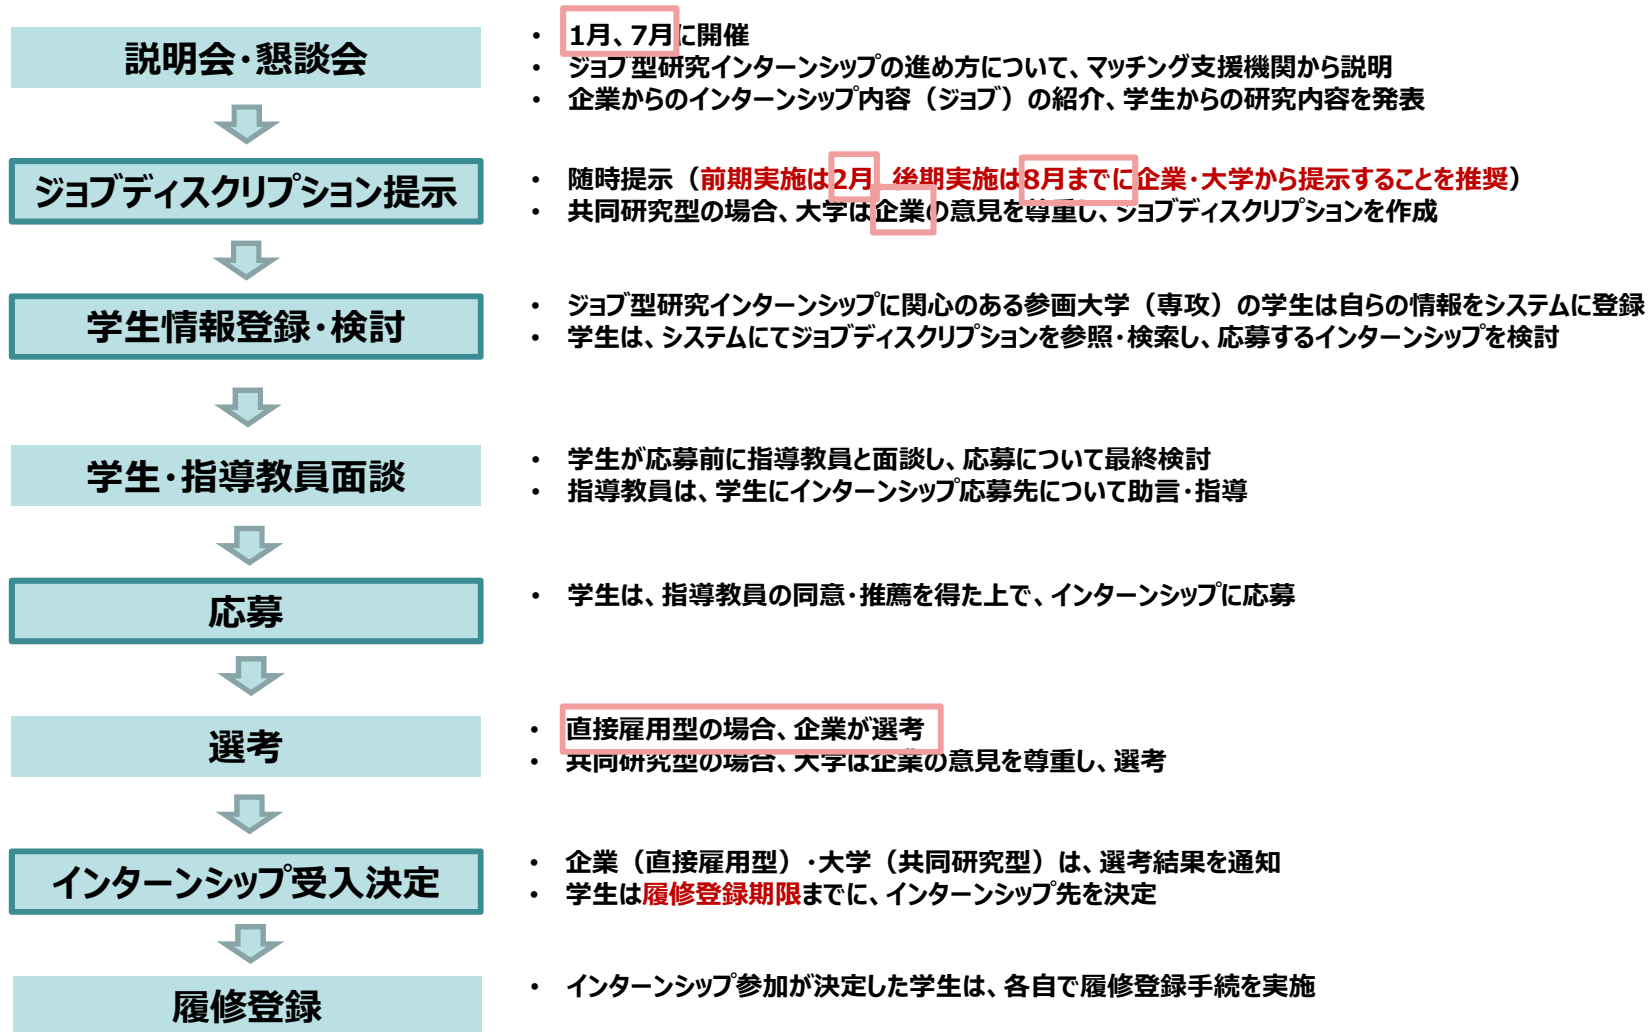 説明会・懇談会
・ 1月、7月に開催
・ ジョブ型研究インターンシップの進め方について、マッチング支援機関から説明
・ 企業からのインターンシップ内容（ジョブ）の紹介、学生からの研究内容を発表
ジョブディスクリプション提示
・ 随時提示（前期実施は2月、後期実施は8月までに企業・大学から提示することを推奨）
・ 共同研究型の場合、大学は企業の意見を尊重し、ジョブディスクリプションを作成
学生情報登録・検討
・ ジョブ型研究インターンシップに関心のある参画大学（専攻）の学生は自らの情報をシステムに登録
・ 学生は、システムにてジョブディスクリプションを参照・検索し、応募するインターンシップを検討
学生・指導教員面談
・ 学生が応募前に指導教員と面談し、応募について最終検討
・ 指導教員は、学生にインターンシップ応募先について助言・指導
応募
・ 学生は、指導教員の同意・推薦を得た上で、インターンシップに応募
選考
・ 直接雇用型の場合、企業が選考
・ 共同研究型の場合、大学は企業の意見を尊重し、選考
インターンシップ受入決定
・ 企業（直接雇用型）・大学（共同研究型）は、選考結果を通知
・ 学生は履修登録期限までに、インターンシップ先を決定
履修登録
・ インターンシップ参加が決定した学生は、各自で履修登録手続を実施